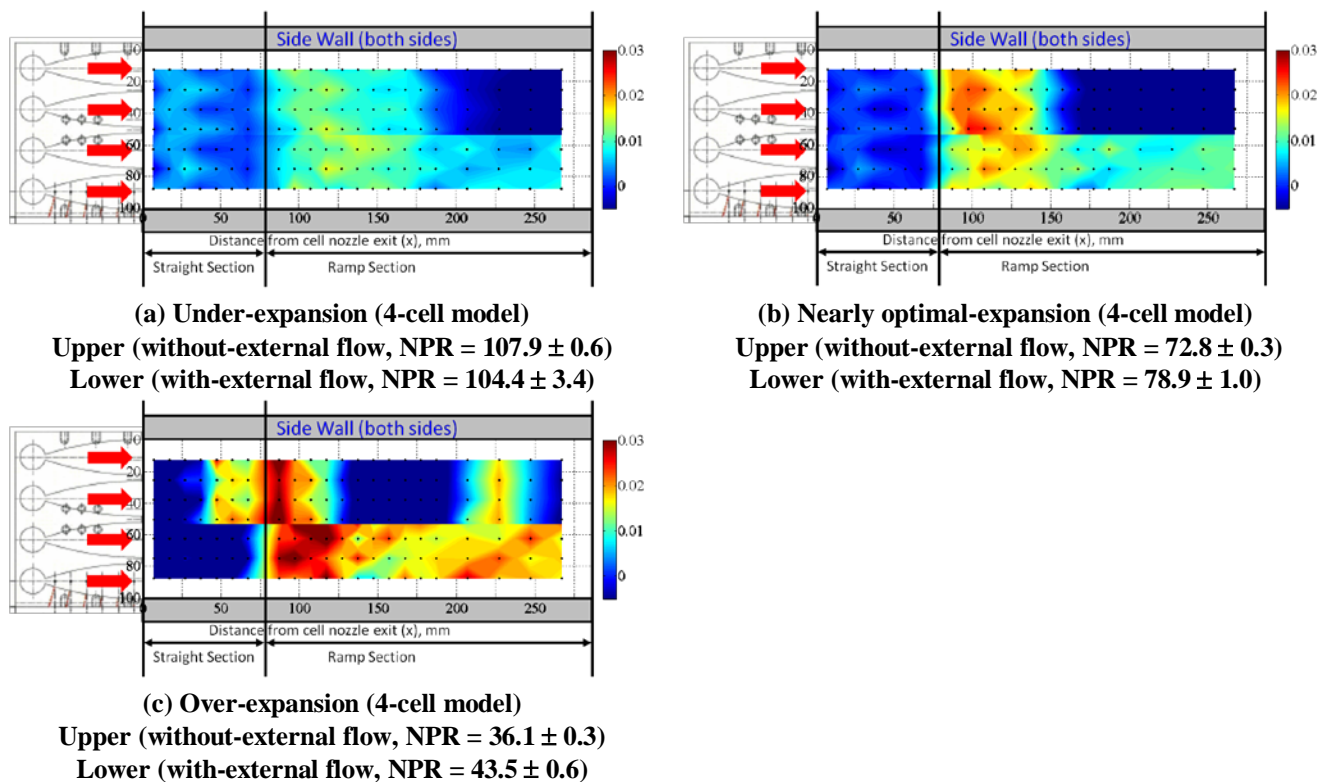 Side Wall (both sides)
0
20
40
60
80
100
0.03
0.02
0.01
0
0 50 100 150 200 250
Distance from cell nozzle exit (x), mm
Straight Section
Ramp Section
(a) Under-expansion (4-cell model)
Upper (without-external flow, NPR = 107.9 ± 0.6)
Lower (with-external flow, NPR = 104.4 ± 3.4)
Side Wall (both sides)
0
20
40
60
80
100
0.03
0.02
0.01
0
0 50 100 150 200 250
Distance from cell nozzle exit (x), mm
Straight Section
Ramp Section
(b) Nearly optimal-expansion (4-cell model)
Upper (without-external flow, NPR = 72.8 ± 0.3)
Lower (with-external flow, NPR = 78.9 ± 1.0)
Side Wall (both sides)
0
20
40
60
80
100
0.03
0.02
0.01
0
0 50 100 150 200 250
Distance from cell nozzle exit (x), mm
Straight Section
Ramp Section
(c) Over-expansion (4-cell model)
Upper (without-external flow, NPR = 36.1 ± 0.3)
Lower (with-external flow, NPR = 43.5 ± 0.6)